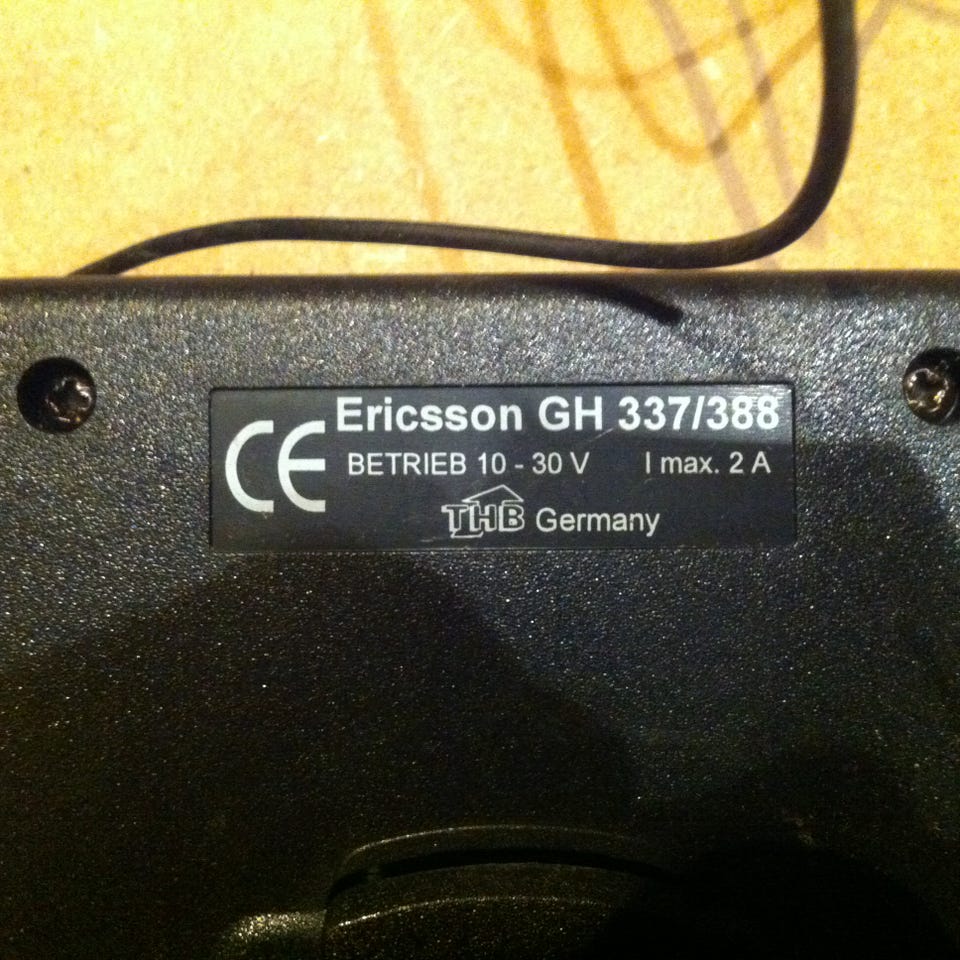 CE
Ericsson GH 337/388
BETRIEB 10 - 30 V I max. 2 A
THB Germany